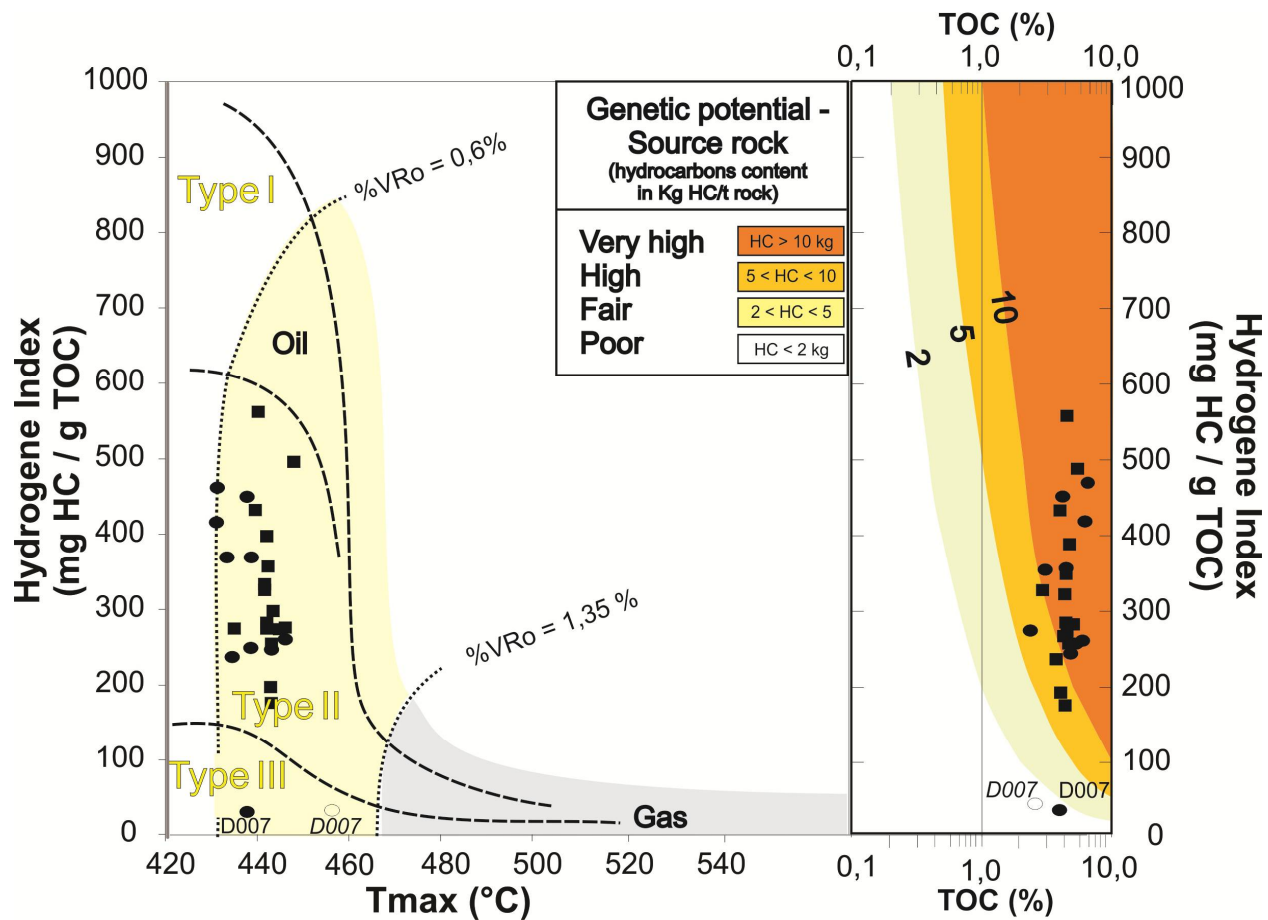 TOC (%)
0,1 1,0 10,0
1000
900
800
700
600
500
400
300
200
100
0
Hydrogene Index
(mg HC / g TOC)
Type I
%VRo = 0,6%
Oil
Type II
%VRo = 1,35 %
Type III
D007
D007
Gas
420 440 460 480 500 520 540
Tmax (°C)
Genetic potential -
Source rock
(hydrocarbons content
in Kg HC/t rock)
Very high HC > 10 kg
High 5 < HC < 10
Fair 2 < HC < 5
Poor HC < 2 kg
10
5
2
D007 D007
1000
900
800
700
600
500
400
300
200
100
0
Hydrogene Index
(mg HC / g TOC)
0,1 1,0 10,0
TOC (%)